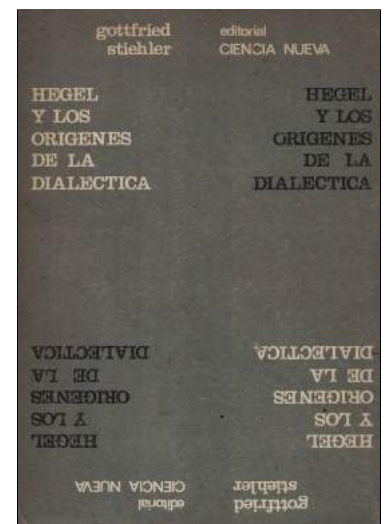 gottfried
stiehler
editorial
CIENCIA NUEVA
HEGEL
Y LOS
ORIGENES
DE LA
DIALECTICA
HEGEL
Y LOS
ORIGENES
DE LA
DIALECTICA
HEGEL
Y LOS
ORIGENES
DE LA
DIALECTICA
HEGEL
Y LOS
ORIGENES
DE LA
DIALECTICA
gottfried
stiehler
editorial
CIENCIA NUEVA